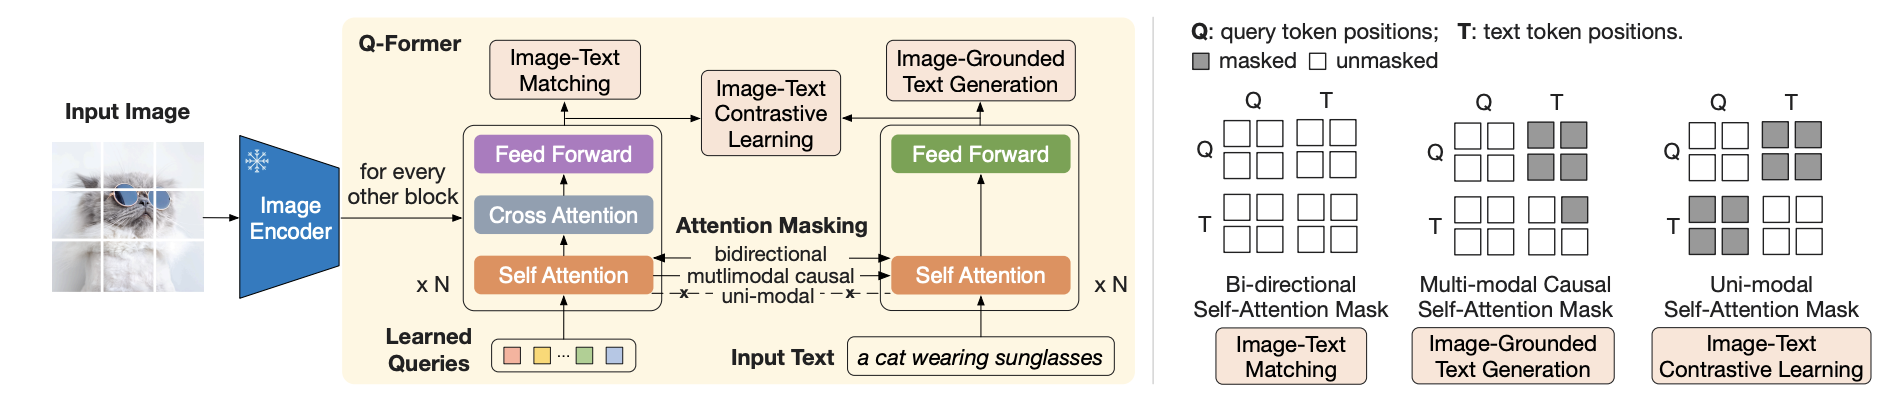 Input Image
Image
Encoder
for every
other block
Q-Former
Image-Text
Matching
Image-Text
Contrastive
Learning
Image-Grounded
Text Generation
Feed Forward
Cross Attention
Self Attention
x N
Learned
Queries
...
Attention Masking
bidirectional
mutlimodal causal
x uni-modal x
Feed Forward
Self Attention
x N
Input Text
a cat wearing sunglasses
Q: query token positions; T: text token positions.
masked unmasked
Q T
Q
T
Bi-directional
Self-Attention Mask
Image-Text
Matching
Q T
Q
T
Multi-modal Causal
Self-Attention Mask
Image-Grounded
Text Generation
Q T
Q
T
Uni-modal
Self-Attention Mask
Image-Text
Contrastive Learning